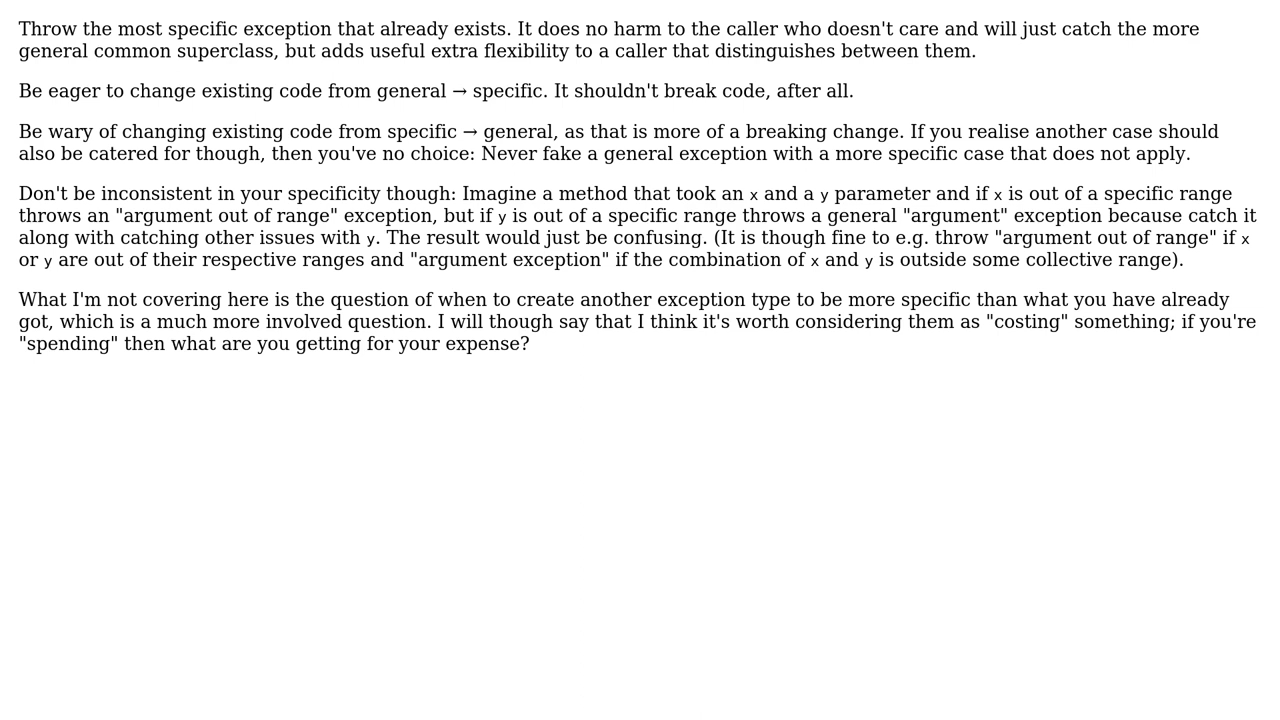 Throw the most specific exception that already exists. It does no harm to the caller who doesn't care and will just catch the more
general common superclass, but adds useful extra flexibility to a caller that distinguishes between them.
Be eager to change existing code from general → specific. It shouldn't break code, after all.
Be wary of changing existing code from specific → general, as that is more of a breaking change. If you realise another case should
also be catered for though, then you've no choice: Never fake a general exception with a more specific case that does not apply.
Don't be inconsistent in your specificity though: Imagine a method that took an x and a y parameter and if x is out of a specific range
throws an "argument out of range" exception, but if y is out of a specific range throws a general "argument" exception because catch it
along with catching other issues with y. The result would just be confusing. (It is though fine to e.g. throw "argument out of range" if x
or y are out of their respective ranges and "argument exception" if the combination of x and y is outside some collective range).
What I'm not covering here is the question of when to create another exception type to be more specific than what you have already
got, which is a much more involved question. I will though say that I think it's worth considering them as "costing" something; if you're
"spending" then what are you getting for your expense?